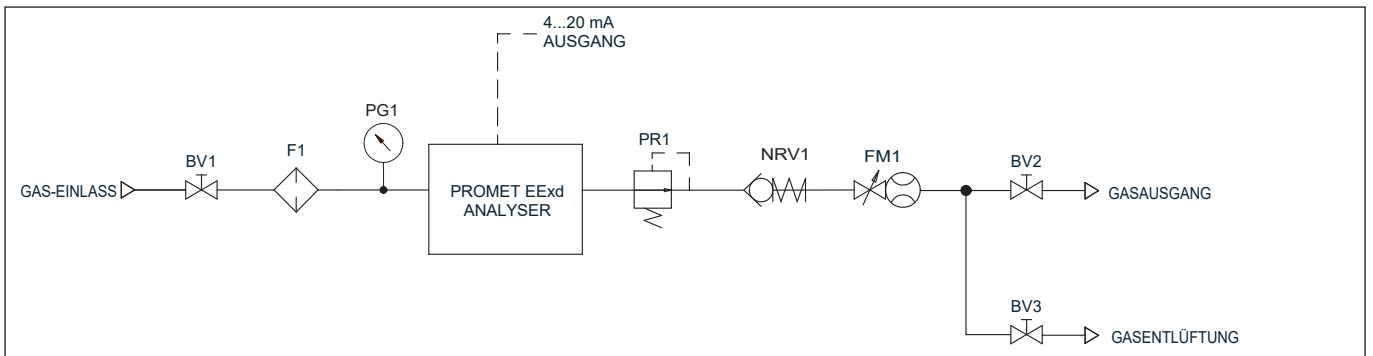 4...20 mA
AUSGANG
PG1
BV1
F1
PR1
NRV1
FM1
BV2
GAS-EINLASS
PROMET EExd
ANALYSER
GASAUSGANG
BV3
GASENTLÜFTUNG